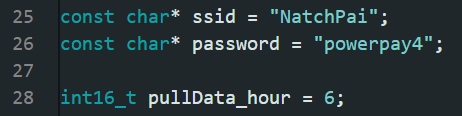 25 const char* ssid = "NatchPai";
26 const char* password = "powerpay4";
27
28 int16_t pullData_hour = 6;